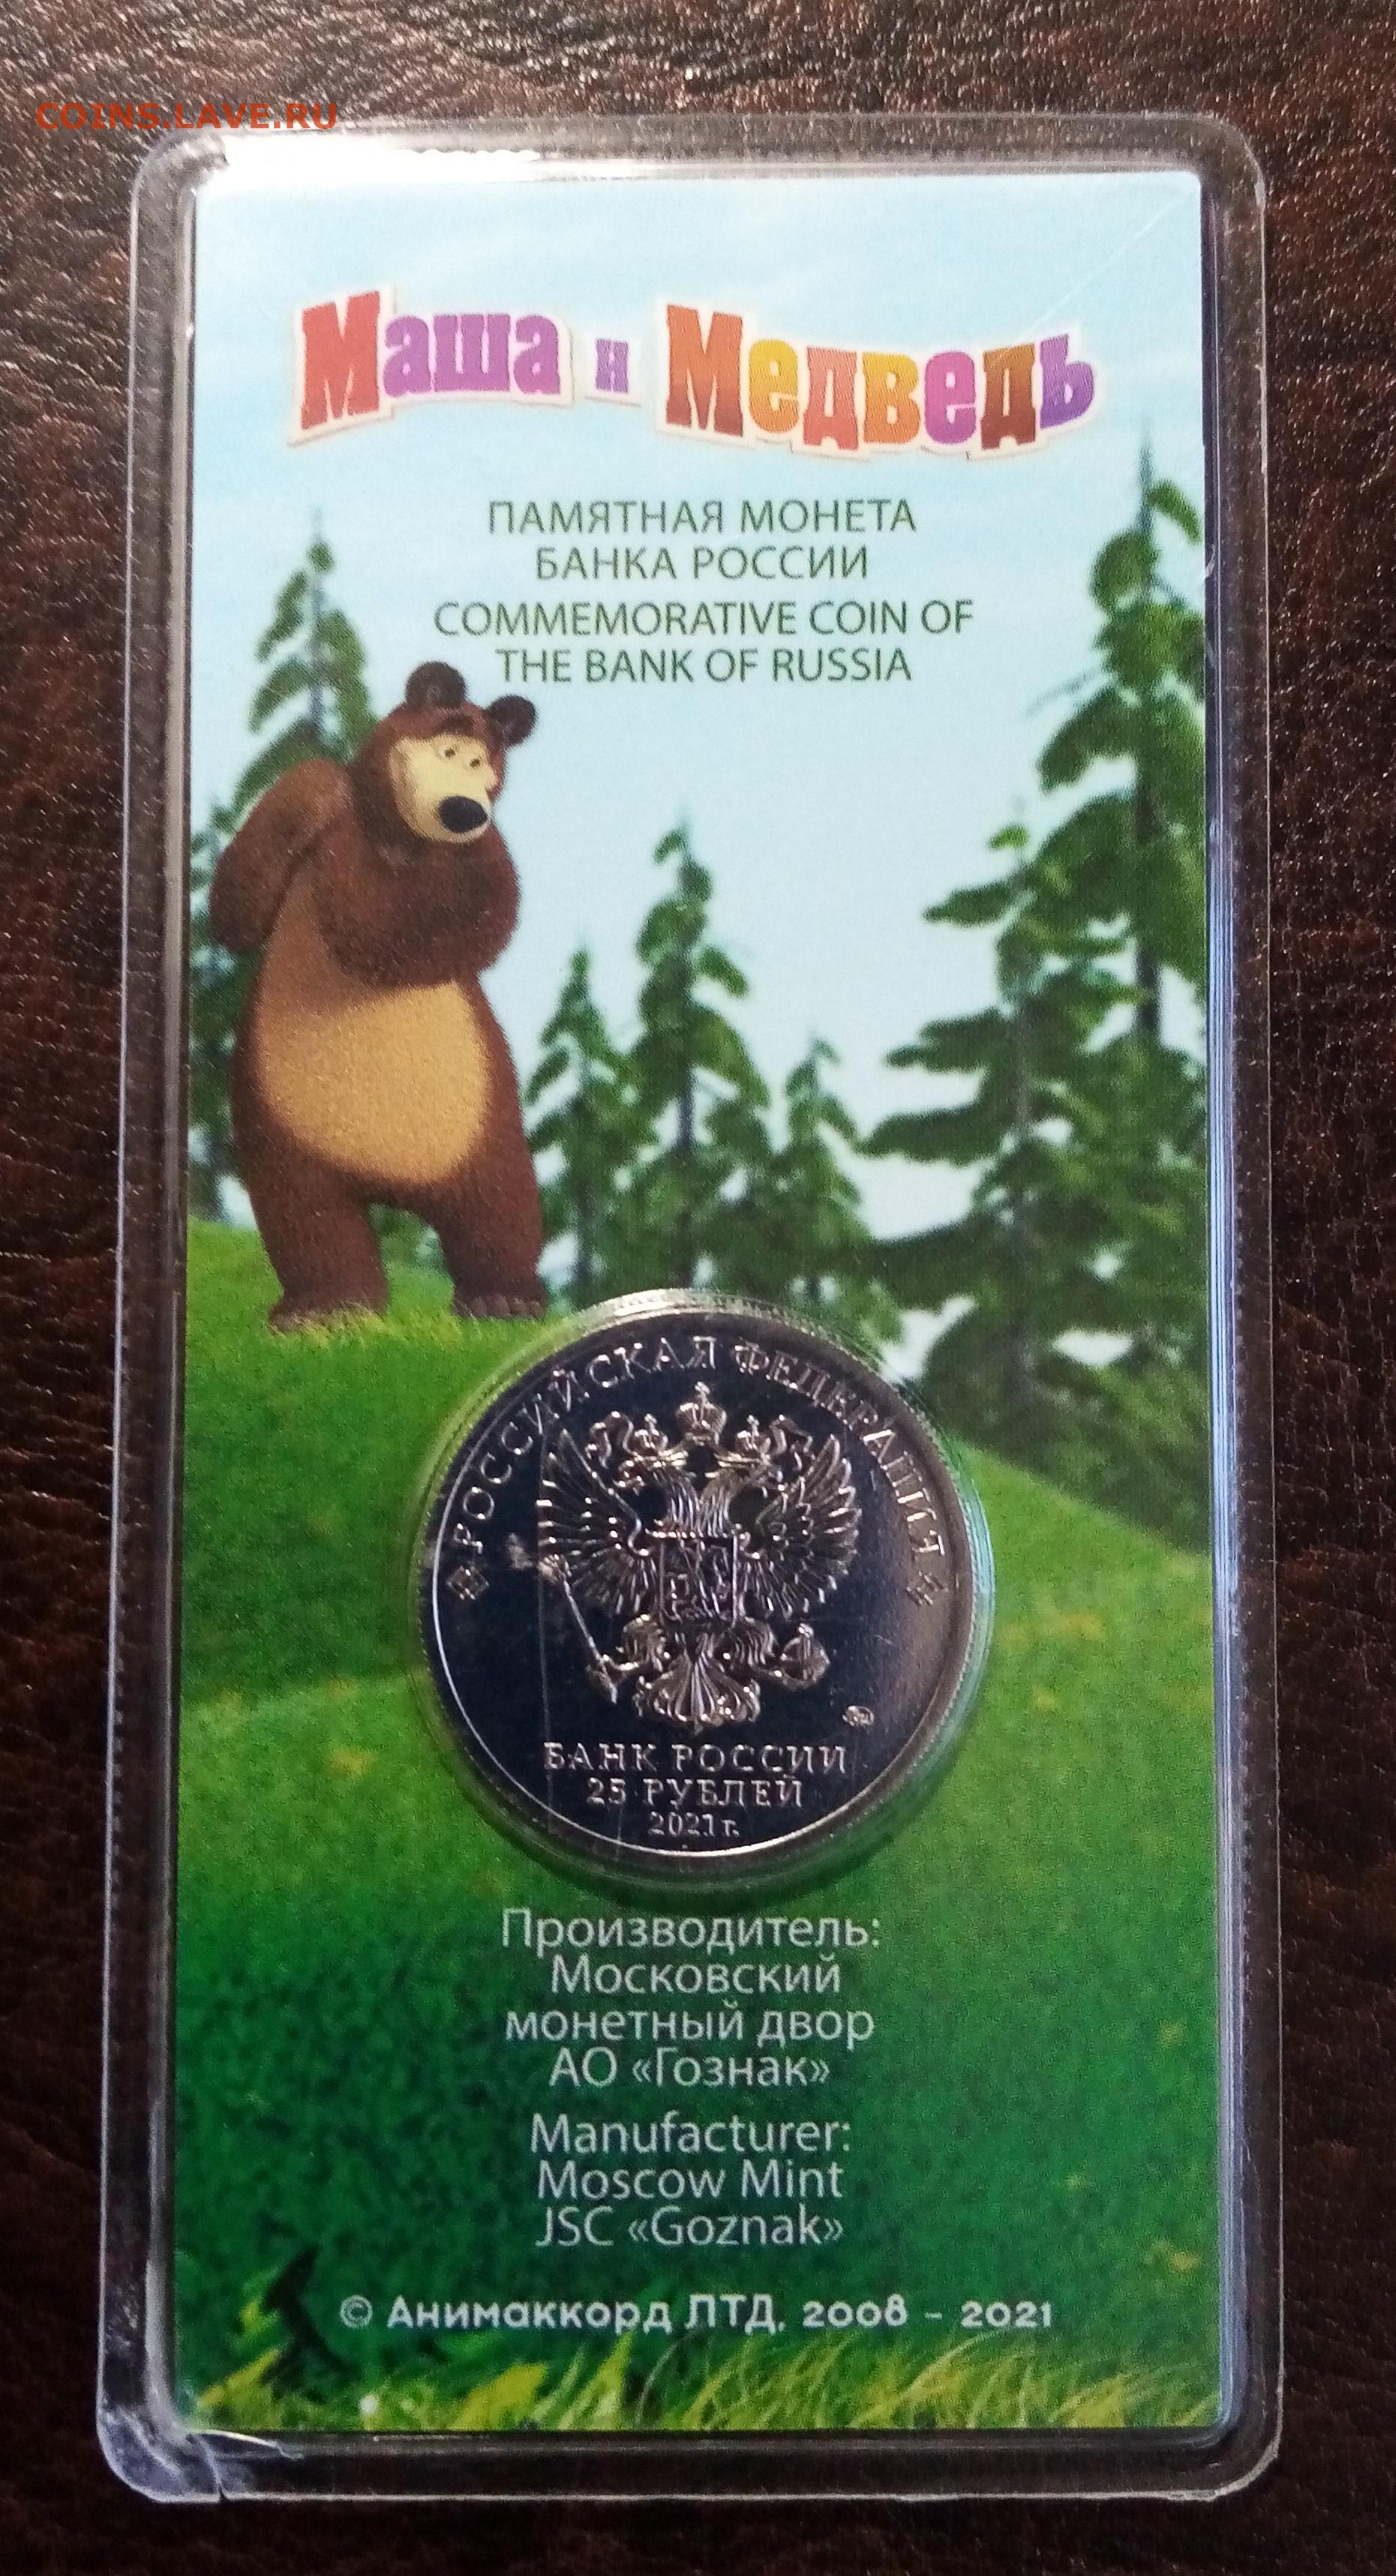 COINS.LAVE.RU
Маша и Медведь
ПАМЯТНАЯ МОНЕТА
БАНКА РОССИИ
COMMEMORATIVE COIN OF
THE BANK OF RUSSIA
РОССИЙСКАЯ ФЕДЕРАЦИЯ
БАНК РОССИИ
25 РУБЛЕЙ
2021 г.
Производитель:
Московский
монетный двор
АО «Гознак»
Manufacturer:
Moscow Mint
JSC «Goznak»
© Анимаккорд ЛТД, 2008 - 2021